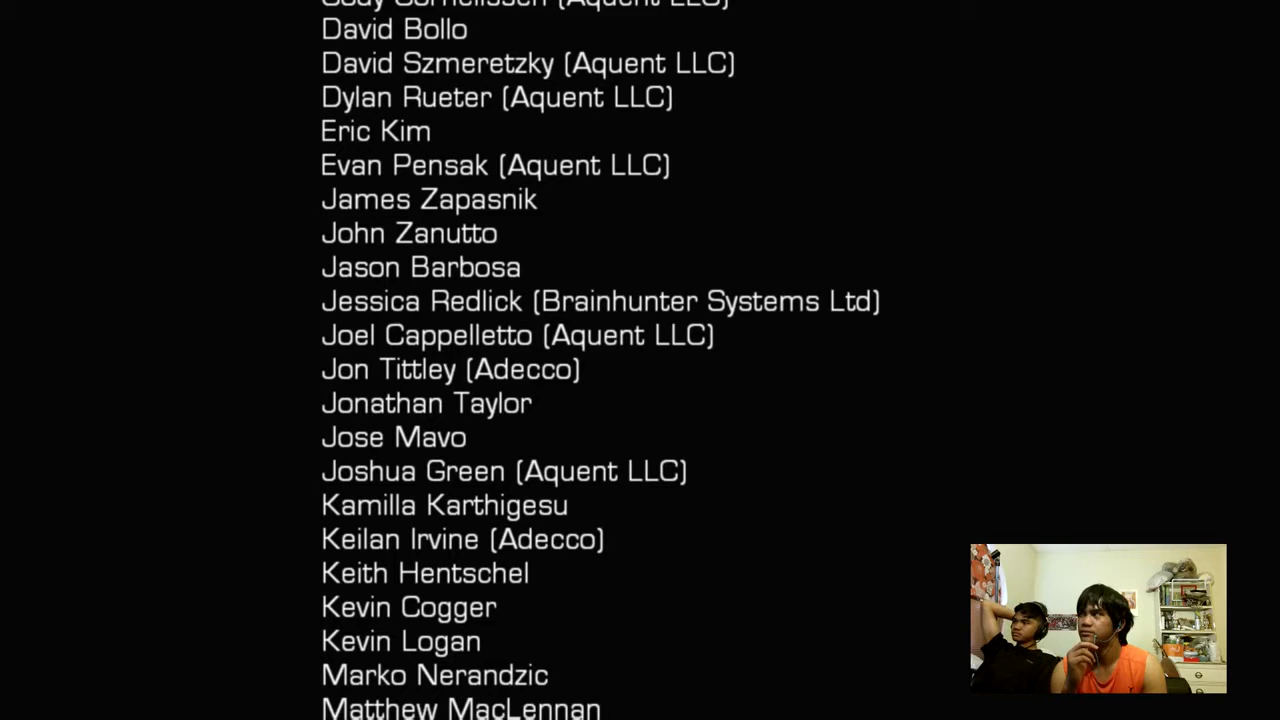 (Aquent LLC)
David Bollo
David Szmeretzky (Aquent LLC)
Dylan Rueter (Aquent LLC)
Eric Kim
Evan Pensak (Aquent LLC)
James Zapasnik
John Zanutto
Jason Barbosa
Jessica Redlick (Brainhunter Systems Ltd)
Joel Cappelletto (Aquent LLC)
Jon Tittley (Adecco)
Jonathan Taylor
Jose Mavo
Joshua Green (Aquent LLC)
Kamilla Karthigesu
Keilan Irvine (Adecco)
Keith Hentschel
Kevin Cogger
Kevin Logan
Marko Nerandzic
Matthew MacLennan